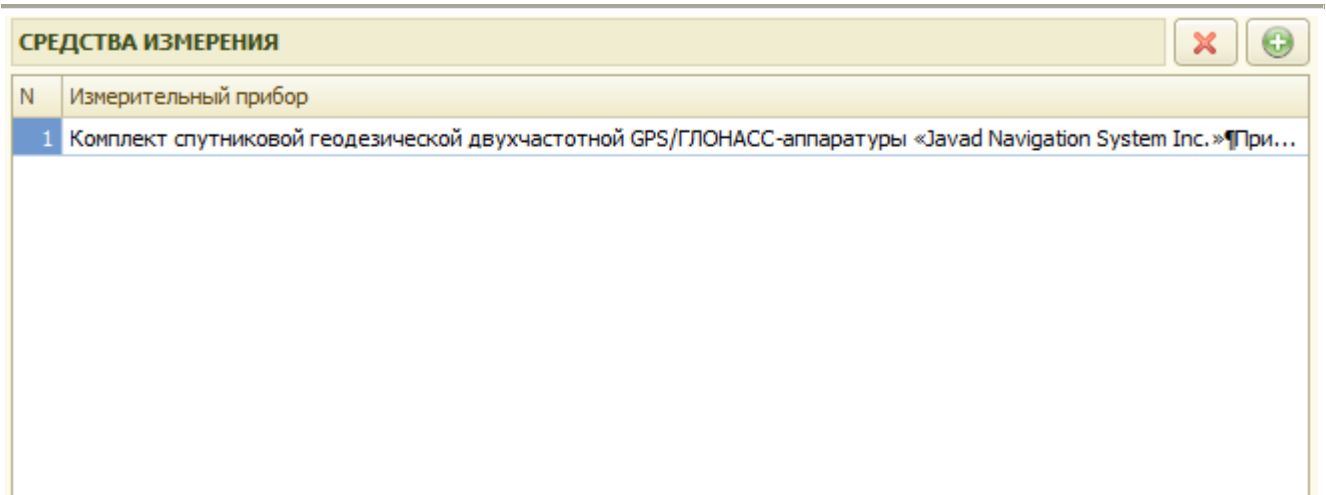 СРЕДСТВА ИЗМЕРЕНИЯ
N Измерительный прибор
1 Комплект спутниковой геодезической двухчастотной GPS/ГЛОНАСС-аппаратуры «Javad Navigation System Inc.»¶При...